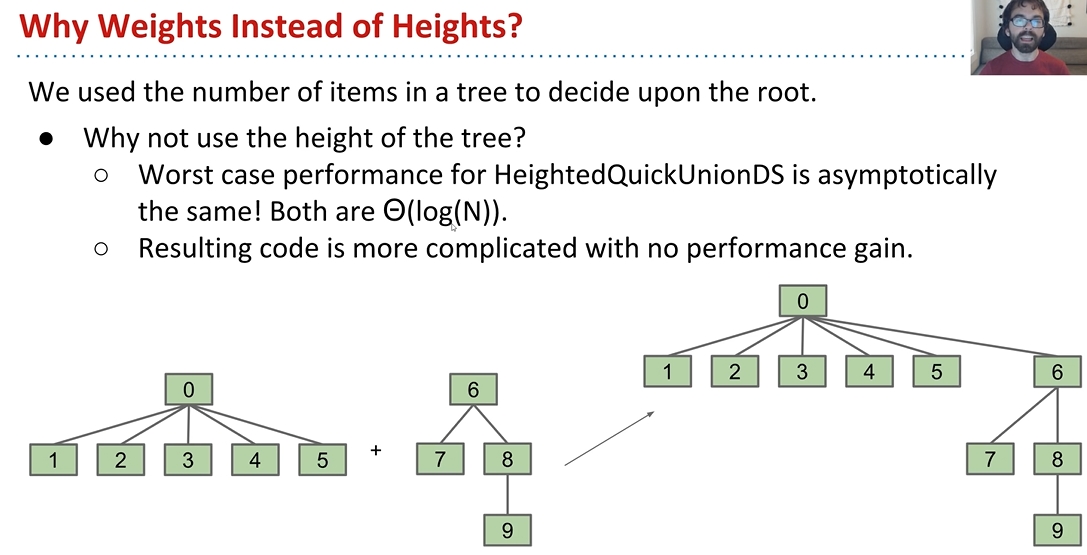 Why Weights Instead of Heights?
We used the number of items in a tree to decide upon the root.
● Why not use the height of the tree?
○ Worst case performance for HeightedQuickUnionDS is asymptotically
the same! Both are Θ(log(N)).
○ Resulting code is more complicated with no performance gain.
0
1 2 3 4 5
+
6
7 8
9
0
1 2 3 4 5 6
7 8
9